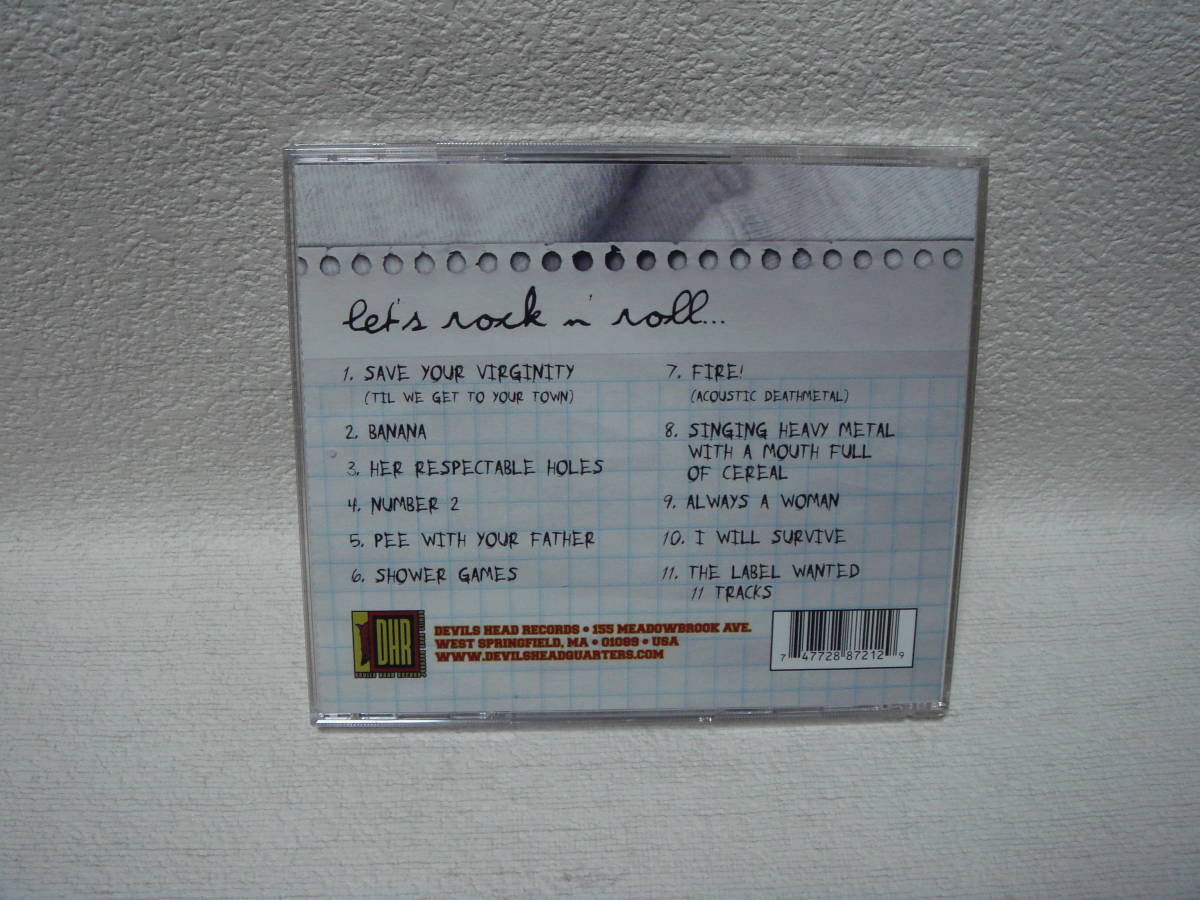 let's rock n' roll...
1. SAVE YOUR VIRGINITY
(TIL WE GET TO YOUR TOWN)
2. BANANA
3. HER RESPECTABLE HOLES
4. NUMBER 2
5. PEE WITH YOUR FATHER
6. SHOWER GAMES
7. FIRE!
(ACOUSTIC DEATHMETAL)
8. SINGING HEAVY METAL
WITH A MOUTH FULL
OF CEREAL
9. ALWAYS A WOMAN
10. I WILL SURVIVE
11. THE LABEL WANTED
11 TRACKS
DHR
DEVILS HEAD RECORDS
DEVILS HEAD RECORDS • 155 MEADOWBROOK AVE.
WEST SPRINGFIELD, MA • 01089 • USA
WWW.DEVILSHEADQUARTERS.COM
7 47728 87212 9